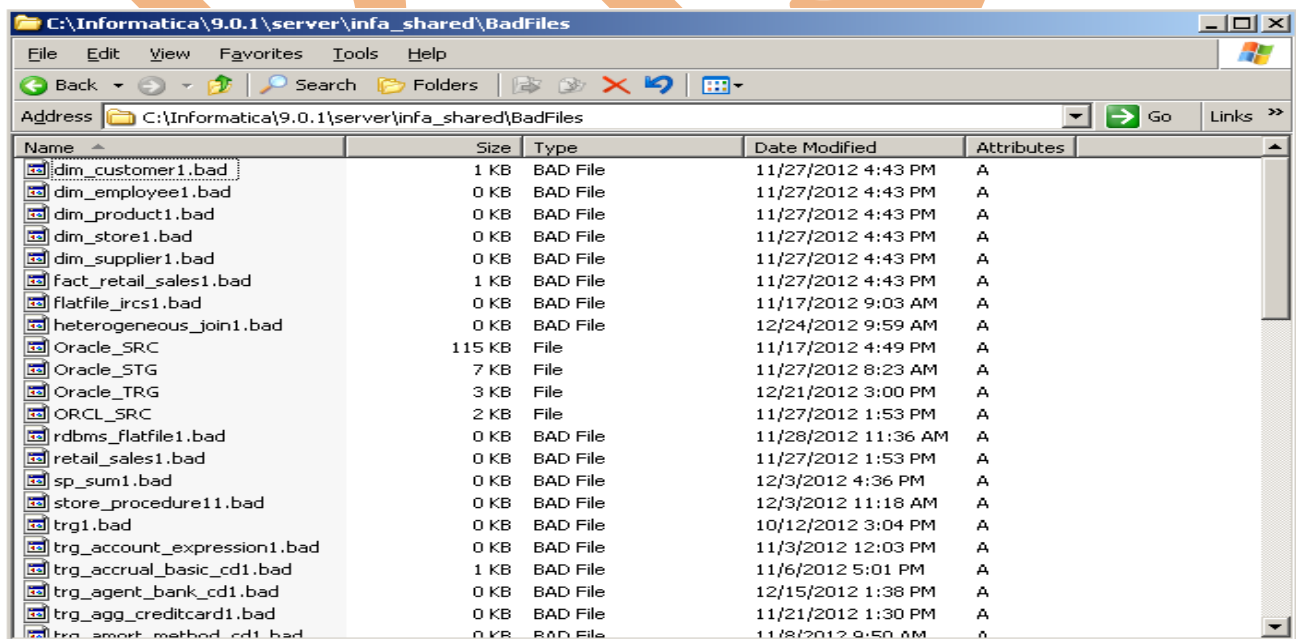 C:\Informatica\9.0.1\server\infa_shared\BadFiles
File Edit View Favorites Tools Help
Back Search Folders
Address C:\Informatica\9.0.1\server\infa_shared\BadFiles Go Links »
Name Size Type Date Modified Attributes
dim_customer1.bad 1 KB BAD File 11/27/2012 4:43 PM A
dim_employee1.bad 0 KB BAD File 11/27/2012 4:43 PM A
dim_product1.bad 0 KB BAD File 11/27/2012 4:43 PM A
dim_store1.bad 0 KB BAD File 11/27/2012 4:43 PM A
dim_supplier1.bad 0 KB BAD File 11/27/2012 4:43 PM A
fact_retail_sales1.bad 1 KB BAD File 11/27/2012 4:43 PM A
flatfile_ircs1.bad 0 KB BAD File 11/17/2012 9:03 AM A
heterogeneous_join1.bad 0 KB BAD File 12/24/2012 9:59 AM A
Oracle_SRC 115 KB File 11/17/2012 4:49 PM A
Oracle_STG 7 KB File 11/27/2012 8:23 AM A
Oracle_TRG 3 KB File 12/21/2012 3:00 PM A
ORCL_SRC 2 KB File 11/27/2012 1:53 PM A
rdbms_flatfile1.bad 0 KB BAD File 11/28/2012 11:36 AM A
retail_sales1.bad 0 KB BAD File 11/27/2012 1:53 PM A
sp_sum1.bad 0 KB BAD File 12/3/2012 4:36 PM A
store_procedure11.bad 0 KB BAD File 12/3/2012 11:18 AM A
trg1.bad 0 KB BAD File 10/12/2012 3:04 PM A
trg_account_expression1.bad 0 KB BAD File 11/3/2012 12:03 PM A
trg_accrual_basic_cd1.bad 1 KB BAD File 11/6/2012 5:01 PM A
trg_agent_bank_cd1.bad 0 KB BAD File 12/15/2012 1:38 PM A
trg_agg_creditcard1.bad 0 KB BAD File 11/21/2012 1:30 PM A
trg_amort_method_cd1.bad 0 KB BAD File 11/8/2012 9:50 AM A